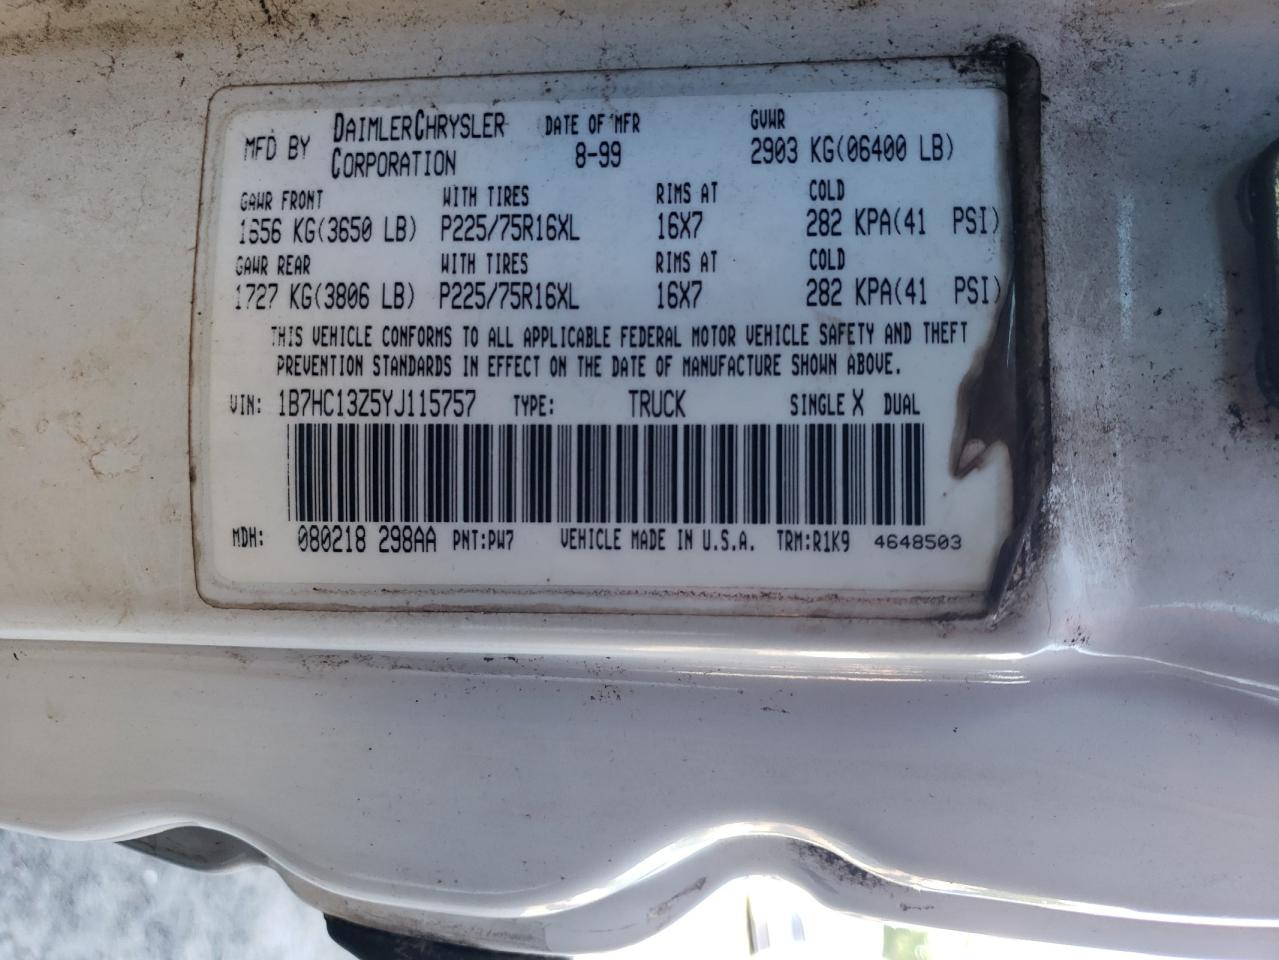 MFD BY DAIMLERCHRYSLER CORPORATION DATE OF MFR 8-99 GVWR 2903 KG(06400 LB)
GAWR FRONT WITH TIRES RIMS AT COLD
1656 KG(3650 LB) P225/75R16XL 16X7 282 KPA(41 PSI)
GAWR REAR WITH TIRES RIMS AT COLD
1727 KG(3806 LB) P225/75R16XL 16X7 282 KPA(41 PSI)
THIS VEHICLE CONFORMS TO ALL APPLICABLE FEDERAL MOTOR VEHICLE SAFETY AND THEFT
PREVENTION STANDARDS IN EFFECT ON THE DATE OF MANUFACTURE SHOWN ABOVE.
VIN: 1B7HC13Z5YJ115757 TYPE: TRUCK SINGLE X DUAL
MDH: 080218 298AA PNT:PW7 VEHICLE MADE IN U.S.A. TRM:R1K9 4648503